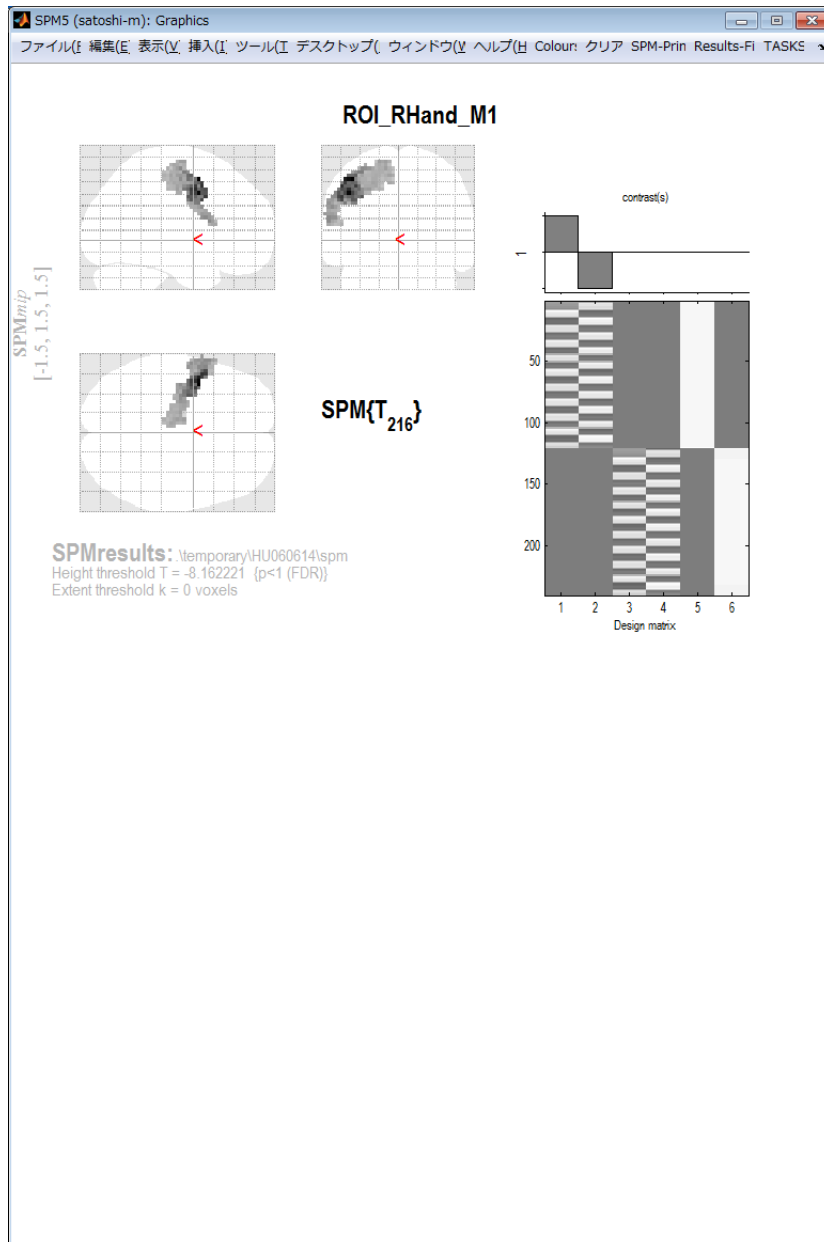 SPM5 (satoshi-m): Graphics
ファイル(F 編集(E 表示(V 挿入(I ツール(T デスクトップ( ウィンドウ(W ヘルプ(H Colours クリア SPM-Prin Results-Fi TASKS
ROI_RHand_M1
SPMmip
[-1.5, 1.5, 1.5]
<
<
<
SPM{T216}
contrast(s)
1
50
100
150
200
1 2 3 4 5 6
Design matrix
SPMresults: .\temporary\HU060614\spm
Height threshold T = -8.162221 {p<1 (FDR)}
Extent threshold k = 0 voxels